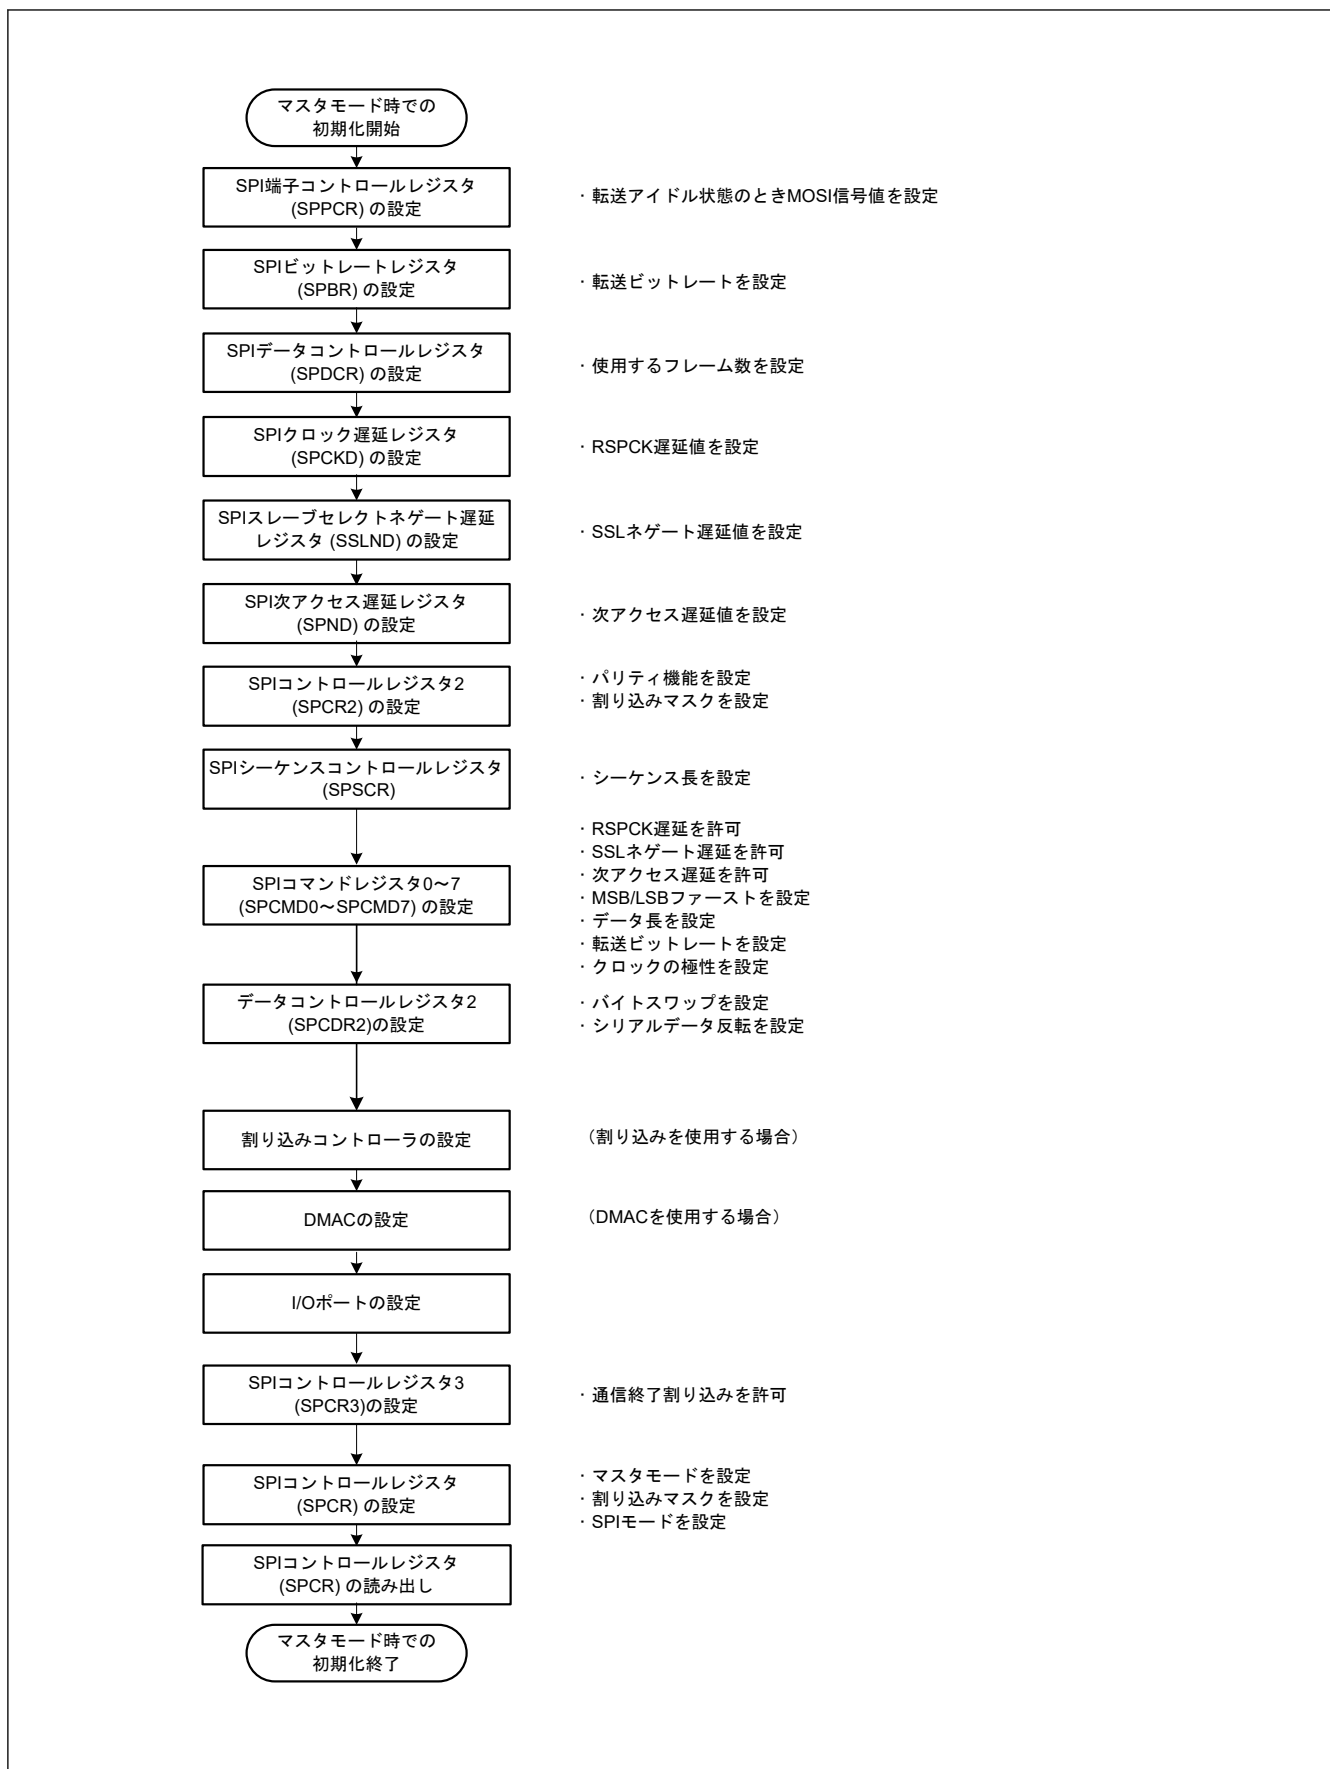 マスタモード時での
初期化開始
SPI端子コントロールレジスタ
(SPPCR) の設定
・転送アイドル状態のときMOSI信号値を設定
SPIビットレートレジスタ
(SPBR) の設定
・転送ビットレートを設定
SPIデータコントロールレジスタ
(SPDCR) の設定
・使用するフレーム数を設定
SPIクロック遅延レジスタ
(SPCKD) の設定
・RSPCK遅延値を設定
SPIスレーブセレクトネゲート遅延
レジスタ (SSLND) の設定
・SSLネゲート遅延値を設定
SPI次アクセス遅延レジスタ
(SPND) の設定
・次アクセス遅延値を設定
SPIコントロールレジスタ2
(SPCR2) の設定
・パリティ機能を設定
・割り込みマスクを設定
SPIシーケンスコントロールレジスタ
(SPSCR)
・シーケンス長を設定
SPIコマンドレジスタ0～7
(SPCMD0～SPCMD7) の設定
・RSPCK遅延を許可
・SSLネゲート遅延を許可
・次アクセス遅延を許可
・MSB/LSBファーストを設定
・データ長を設定
・転送ビットレートを設定
・クロックの極性を設定
データコントロールレジスタ2
(SPCDR2)の設定
・バイトスワップを設定
・シリアルデータ反転を設定
割り込みコントローラの設定
（割り込みを使用する場合）
DMACの設定
（DMACを使用する場合）
I/Oポートの設定
SPIコントロールレジスタ3
(SPCR3)の設定
・通信終了割り込みを許可
SPIコントロールレジスタ
(SPCR) の設定
・マスタモードを設定
・割り込みマスクを設定
・SPIモードを設定
SPIコントロールレジスタ
(SPCR) の読み出し
マスタモード時での
初期化終了